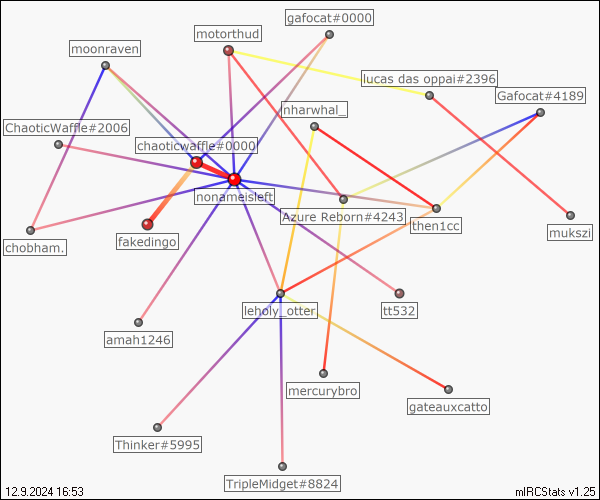 gafocat#0000
motorthud
moonraven
lucas das oppai#2396
Gafocat#4189
nharwhal_
ChaoticWaffle#2006
chaoticwaffle#0000
nonameisleft
Azure Reborn#4243
then1cc
mukszi
fakedingo
chobham.
leholy_otter
tt532
amah1246
mercurybro
gateauxcatto
Thinker#5995
TripleMidget#8824
12.9.2024 16:53
mIRCStats v1.25